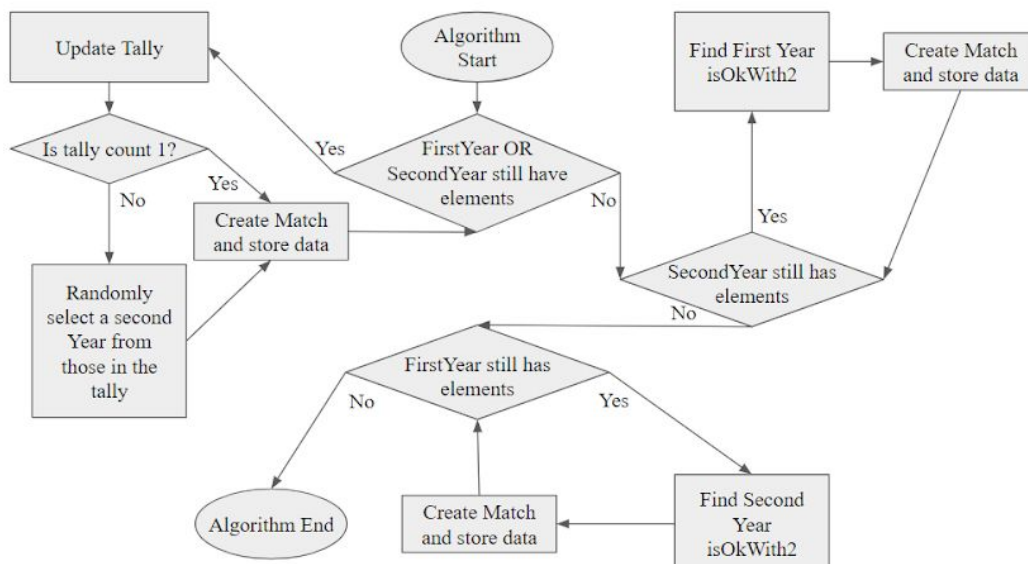 Update Tally
Algorithm
Start
Find First Year
isOkWith2
Create Match
and store data
Is tally count 1?
Yes
No
Yes
FirstYear OR
SecondYear still have
elements
No
Create Match
and store data
Yes
SecondYear still has
elements
No
Randomly
select a second
Year from
those in the
tally
FirstYear still has
elements
No
Yes
Algorithm End
Create Match
and store data
Find Second
Year
isOkWith2